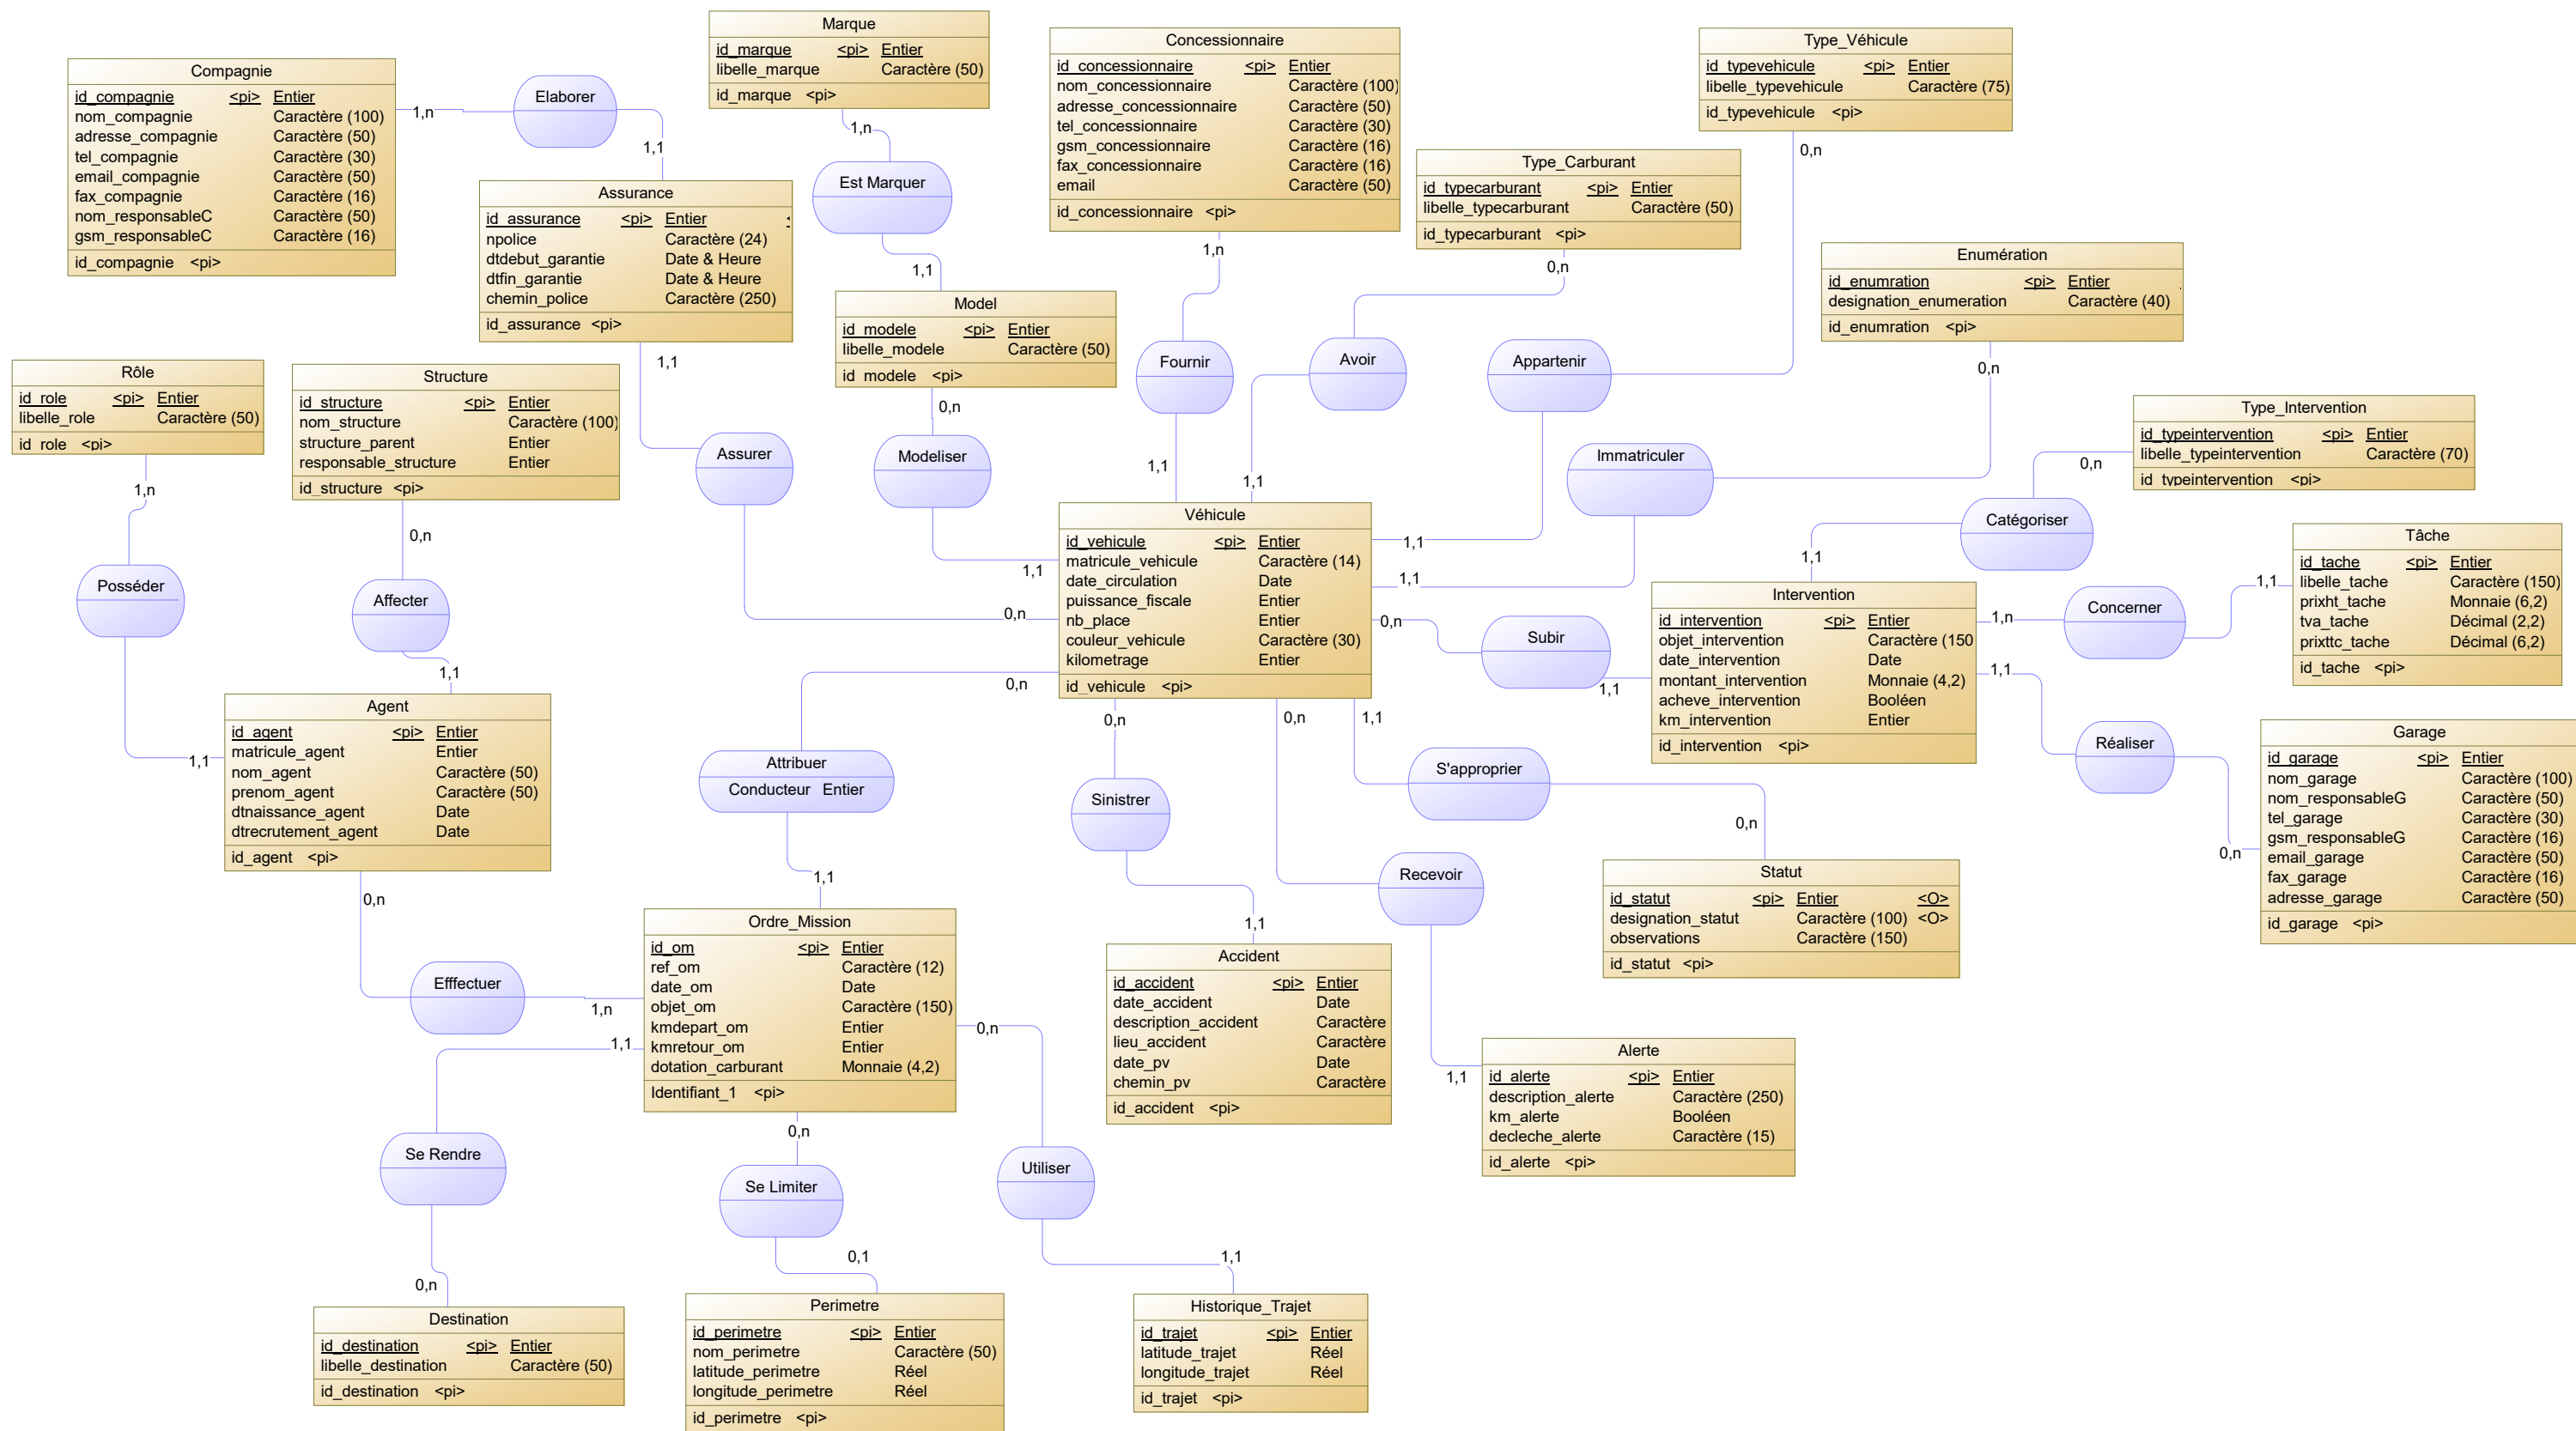 Marque
id_marque <pi> Entier
libelle_marque Caractère (50)
id_marque <pi>
Concessionnaire
id_concessionnaire <pi> Entier
nom_concessionnaire Caractère (100)
adresse_concessionnaire Caractère (50)
tel_concessionnaire Caractère (30)
gsm_concessionnaire Caractère (16)
fax_concessionnaire Caractère (16)
email Caractère (50)
id_concessionnaire <pi>
Type_Véhicule
id_typevehicule <pi> Entier
libelle_typevehicule Caractère (75)
id_typevehicule <pi>
Compagnie
id_compagnie <pi> Entier
nom_compagnie Caractère (100)
adresse_compagnie Caractère (50)
tel_compagnie Caractère (30)
email_compagnie Caractère (50)
fax_compagnie Caractère (16)
nom_responsableC Caractère (50)
gsm_responsableC Caractère (16)
id_compagnie <pi>
1,n
Elaborer
1,1
1,n
Est Marquer
1,1
Type_Carburant
id_typecarburant <pi> Entier
libelle_typecarburant Caractère (50)
id_typecarburant <pi>
0,n
Assurance
id_assurance <pi> Entier
npolice Caractère (24)
dtdebut_garantie Date & Heure
dtfin_garantie Date & Heure
chemin_police Caractère (250)
id_assurance <pi>
1,n
0,n
Enumération
id_enumration <pi> Entier
designation_enumeration Caractère (40)
id_enumration <pi>
Model
id_modele <pi> Entier
libelle_modele Caractère (50)
id_modele <pi>
Fournir
Avoir
Appartenir
0,n
1,1
Rôle
id_role <pi> Entier
libelle_role Caractère (50)
id_role <pi>
Structure
id_structure <pi> Entier
nom_structure Caractère (100)
structure_parent Entier
responsable_structure Entier
id_structure <pi>
0,n
Assurer
Modeliser
1,1
1,1
Immatriculer
Type_Intervention
id_typeintervention <pi> Entier
libelle_typeintervention Caractère (70)
id_typeintervention <pi>
0,n
1,n
0,n
Véhicule
id_vehicule <pi> Entier
matricule_vehicule Caractère (14)
date_circulation Date
puissance_fiscale Entier
nb_place Entier
couleur_vehicule Caractère (30)
kilometrage Entier
id_vehicule <pi>
1,1
1,1
1,1
0,n
0,n
0,n
Catégoriser
1,1
Tâche
id_tache <pi> Entier
libelle_tache Caractère (150)
prixht_tache Monnaie (6,2)
tva_tache Décimal (2,2)
prixttc_tache Décimal (6,2)
id_tache <pi>
Posséder
Affecter
1,1
Subir
1,1
Intervention
id_intervention <pi> Entier
objet_intervention Caractère (150
date_intervention Date
montant_intervention Monnaie (4,2)
acheve_intervention Booléen
km_intervention Entier
id_intervention <pi>
1,n
Concerner
1,1
1,1
Réaliser
0,n
Agent
id_agent <pi> Entier
matricule_agent Entier
nom_agent Caractère (50)
prenom_agent Caractère (50)
dtnaissance_agent Date
dtrecrutement_agent Date
id_agent <pi>
1,1
0,n
0,n
1,1
Garage
id_garage <pi> Entier
nom_garage Caractère (100)
nom_responsableG Caractère (50)
tel_garage Caractère (30)
gsm_responsableG Caractère (16)
email_garage Caractère (50)
fax_garage Caractère (16)
adresse_garage Caractère (50)
id_garage <pi>
Attribuer
Conducteur Entier
1,1
Sinistrer
1,1
S'approprier
0,n
Recevoir
1,1
Statut
id_statut <pi> Entier <O>
designation_statut Caractère (100) <O>
observations Caractère (150)
id_statut <pi>
0,n
Efffectuer
1,n
1,1
Ordre_Mission
id_om <pi> Entier
ref_om Caractère (12)
date_om Date
objet_om Caractère (150)
kmdepart_om Entier
kmretour_om Entier
dotation_carburant Monnaie (4,2)
Identifiant_1 <pi>
0,n
0,n
Accident
id_accident <pi> Entier
date_accident Date
description_accident Caractère
lieu_accident Caractère
date_pv Date
chemin_pv Caractère
id_accident <pi>
Alerte
id_alerte <pi> Entier
description_alerte Caractère (250)
km_alerte Booléen
decleche_alerte Caractère (15)
id_alerte <pi>
Se Rendre
Se Limiter
Utiliser
0,n
0,1
1,1
Destination
id_destination <pi> Entier
libelle_destination Caractère (50)
id_destination <pi>
Perimetre
id_perimetre <pi> Entier
nom_perimetre Caractère (50)
latitude_perimetre Réel
longitude_perimetre Réel
id_perimetre <pi>
Historique_Trajet
id_trajet <pi> Entier
latitude_trajet Réel
longitude_trajet Réel
id_trajet <pi>